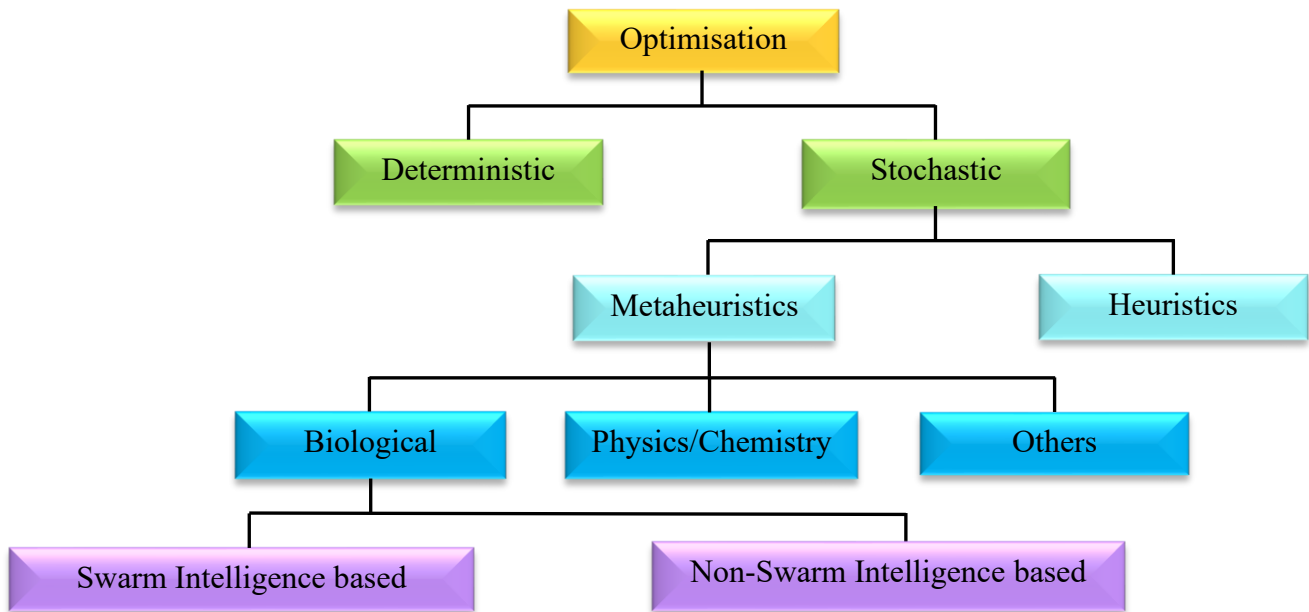 Optimisation
Deterministic
Stochastic
Metaheuristics
Heuristics
Biological
Physics/Chemistry
Others
Swarm Intelligence based
Non-Swarm Intelligence based